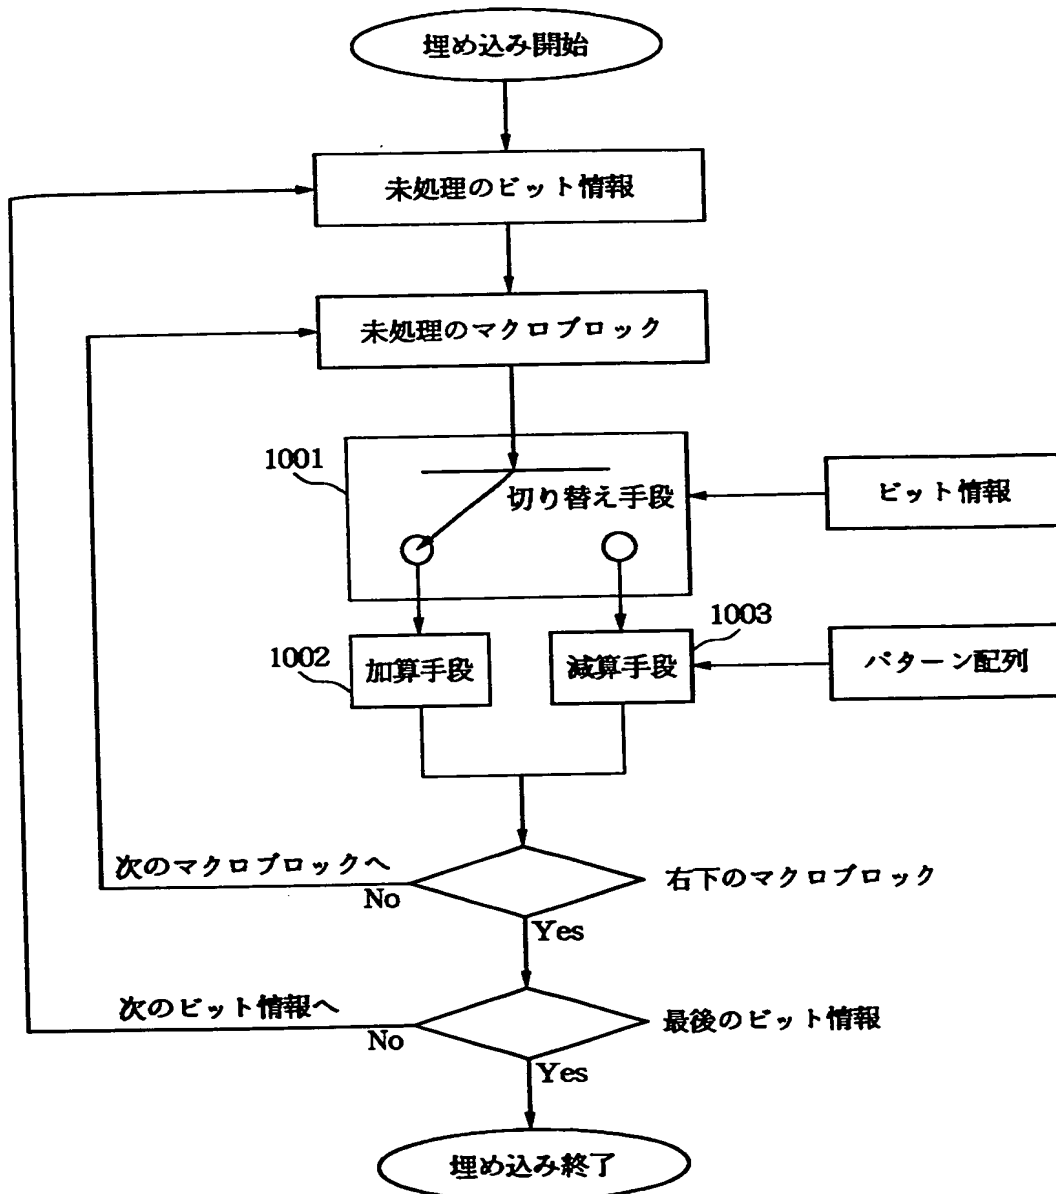 埋め込み開始
未処理のビット情報
未処理のマクロブロック
1001
切り替え手段
ビット情報
1002
加算手段
減算手段
1003
パターン配列
次のマクロブロックへ
No
右下のマクロブロック
Yes
次のビット情報へ
No
最後のビット情報
Yes
埋め込み終了